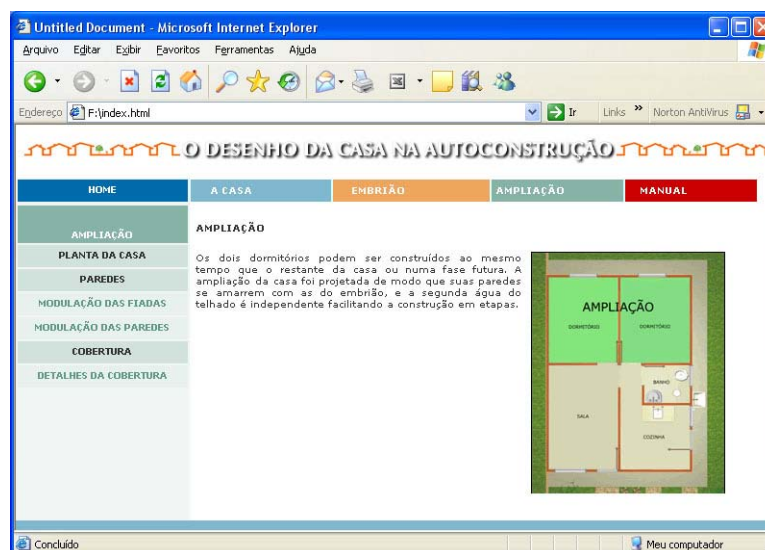 Untitled Document - Microsoft Internet Explorer
Arquivo Editar Exibir Favoritos Ferramentas Ajuda
Endereço F:\index.html Ir Links » Norton AntiVirus
O DESENHO DA CASA NA AUTOCONSTRUÇÃO
HOME A CASA EMBRIÃO AMPLIAÇÃO MANUAL
AMPLIAÇÃO
PLANTA DA CASA
PAREDES
MODULAÇÃO DAS FIADAS
MODULAÇÃO DAS PAREDES
COBERTURA
DETALHES DA COBERTURA
AMPLIAÇÃO
Os dois dormitórios podem ser construídos ao mesmo
tempo que o restante da casa ou numa fase futura. A
ampliação da casa foi projetada de modo que suas paredes
se amarrem com as do embrião, e a segunda água do
telhado é independente facilitando a construção em etapas.
AMPLIAÇÃO
DORMITÓRIO DORMITÓRIO
BANHO
SALA
COZINHA
Concluído Meu computador